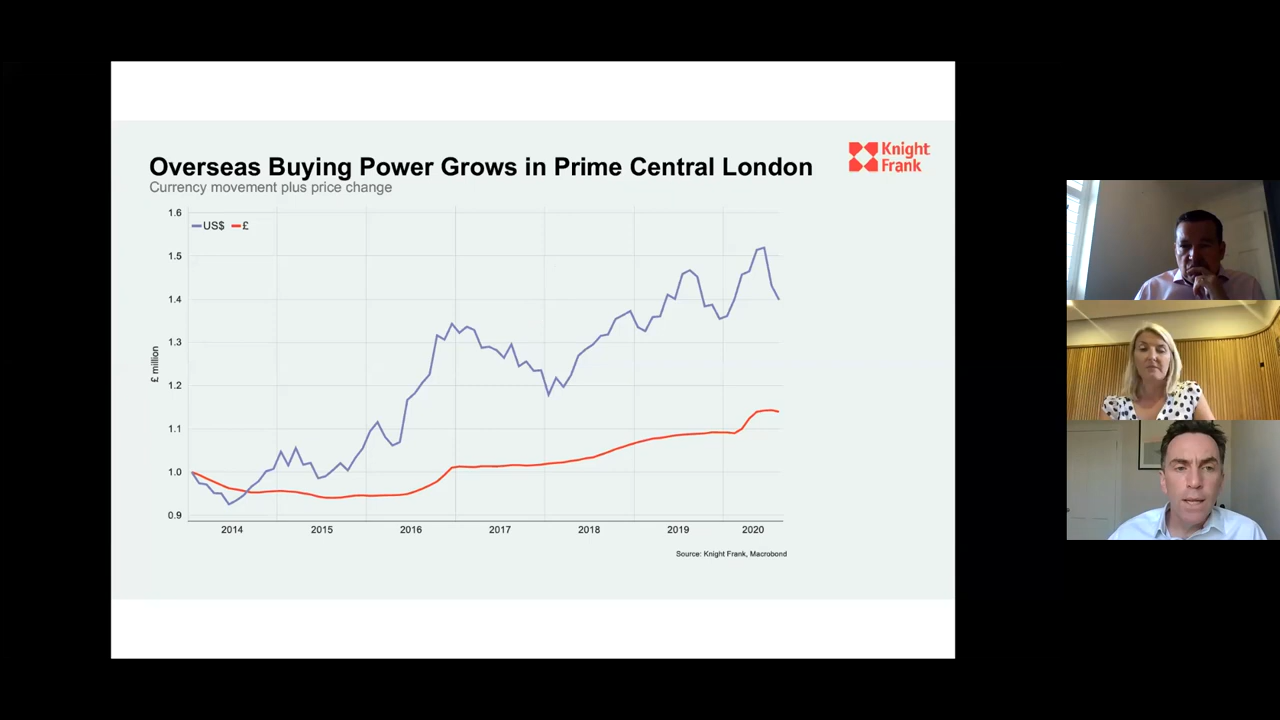 Overseas Buying Power Grows in Prime Central London
Currency movement plus price change
Knight
Frank
US$ £
£ million
1.6
1.5
1.4
1.3
1.2
1.1
1.0
0.9
2014 2015 2016 2017 2018 2019 2020
Source: Knight Frank, Macrobond